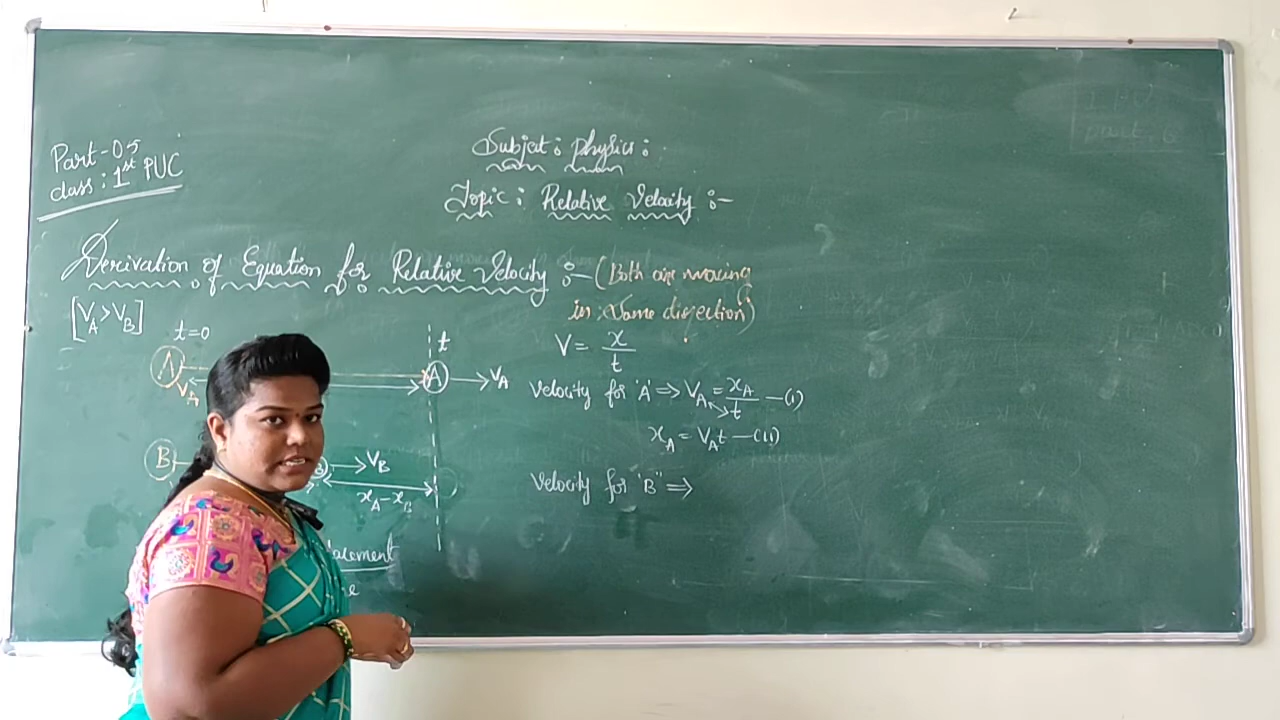 Part-05
class: 1st PUC
Subject: Physics:
Topic: Relative Velocity :-
Derivation of Equation for Relative Velocity :- (Both are moving
in same direction)
[VA>VB]
t=0
t
A
A
VA
VA
B
B
VB
xA-xB
lacement
V= x/t
Velocity for 'A' ⇒ VA = xA/t —(i)
xA = VAt —(ii)
Velocity for 'B' ⇒